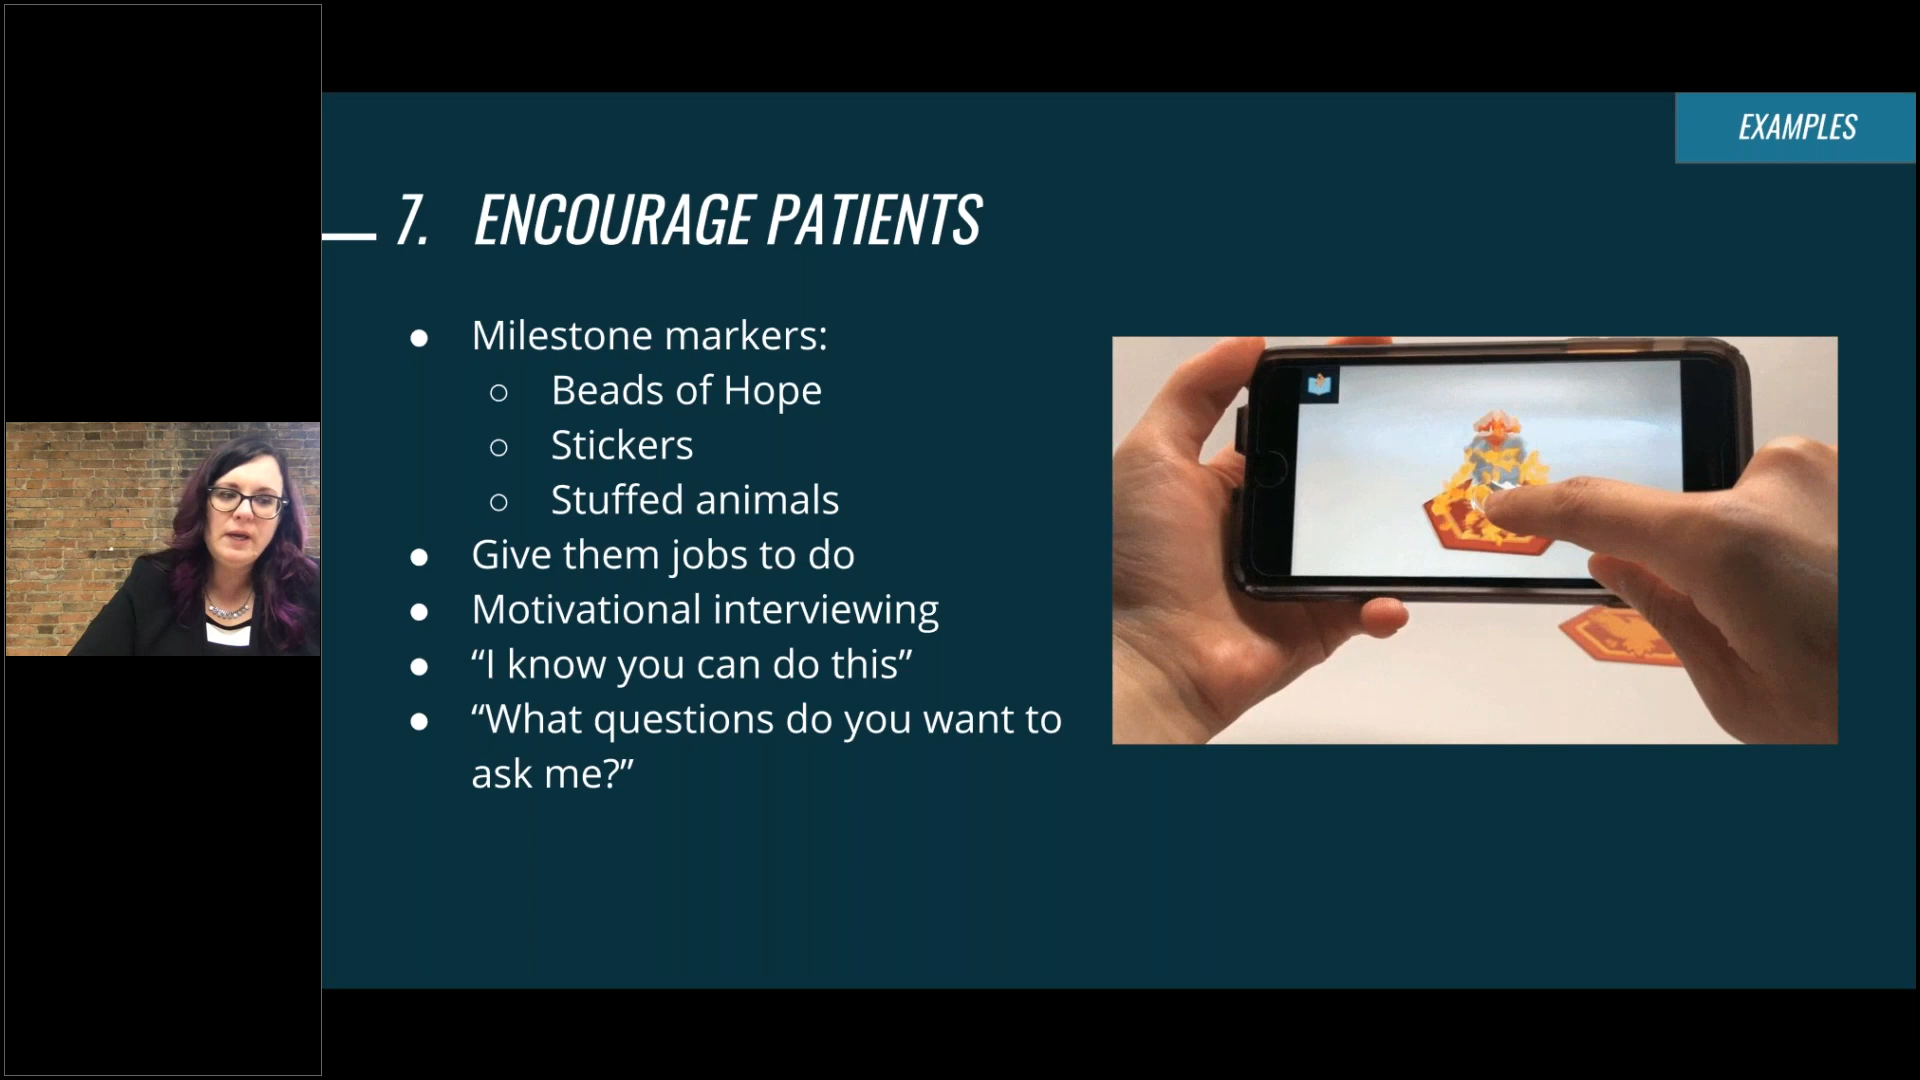 EXAMPLES
7. ENCOURAGE PATIENTS
● Milestone markers:
○ Beads of Hope
○ Stickers
○ Stuffed animals
● Give them jobs to do
● Motivational interviewing
● “I know you can do this”
● “What questions do you want to
ask me?”